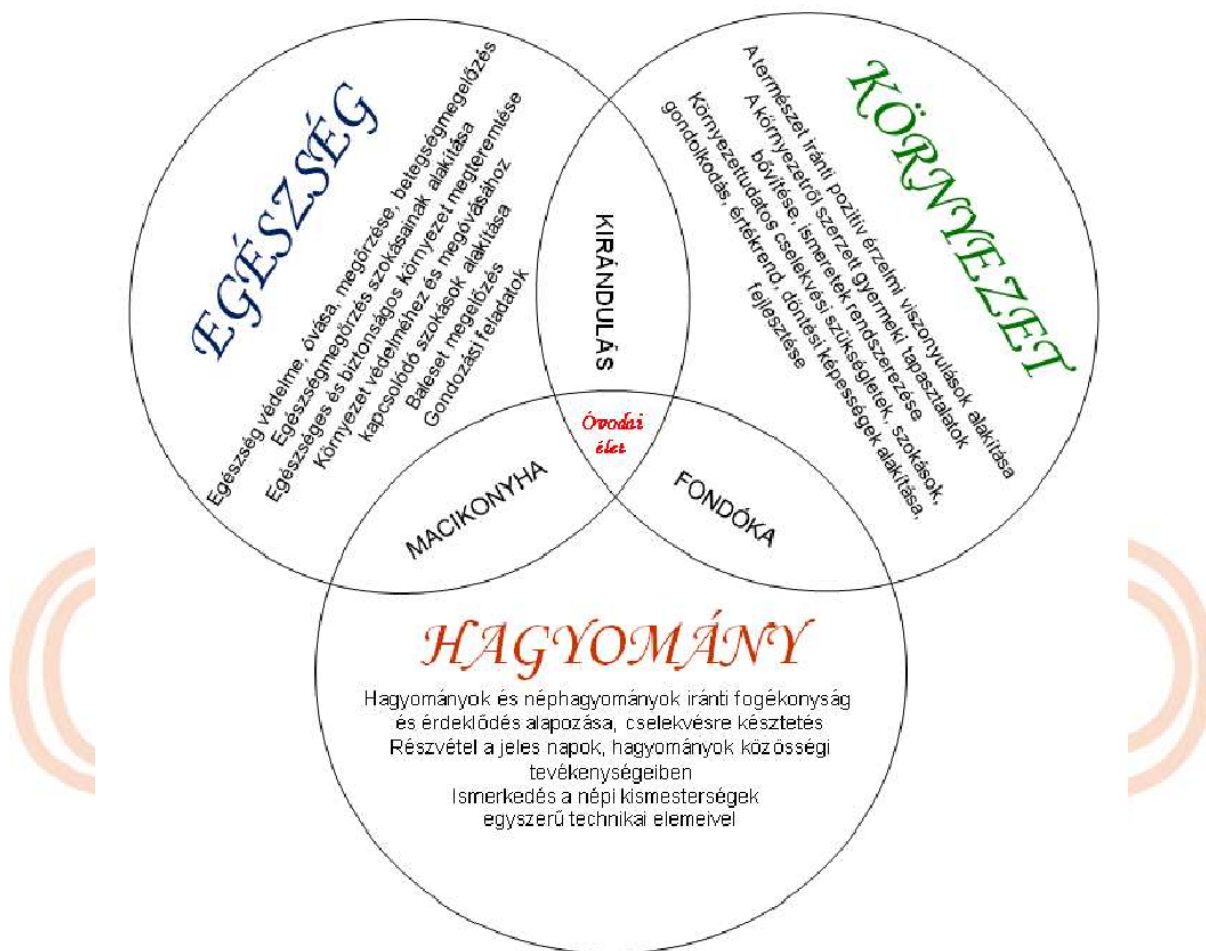 EGÉSZSÉG
Egészség védelme, óvása, megőrzése, betegségmegelőzés
Egészségmegőrzés szokásainak alakítása
Egészséges és biztonságos környezet megteremtése
Környezet védelméhez és megóvásához
kapcsolódó szokások alakítása
Baleset megelőzés
Gondozási feladatok
KÖRNYEZET
A természet iránti pozitív érzelmi viszonyulások alakítása
A környezetről szerzett gyermeki tapasztalatok
bővítése, ismeretek rendszerezése
Környezettudatos cselekvési szükségletek, szokások,
gondolkodás, értékrend, döntési képességek alakítása,
fejlesztése
KIRÁNDULÁS
Óvodai
élet
MACIKONYHA
FONDÓKA
HAGYOMÁNY
Hagyományok és néphagyományok iránti fogékonyság
és érdeklődés alapozása, cselekvésre késztetés
Részvétel a jeles napok, hagyományok közösségi
tevékenységeiben
Ismerkedés a népi kismesterségek
egyszerű technikai elemeivel